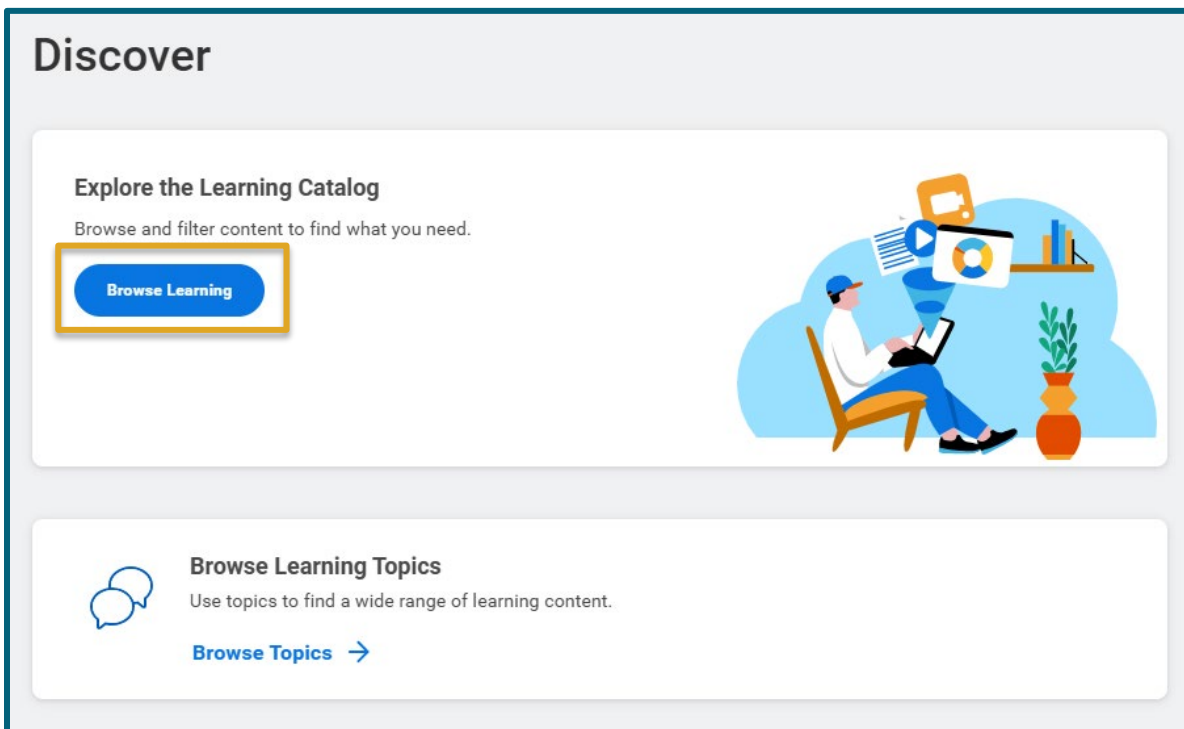 Discover
Explore the Learning Catalog
Browse and filter content to find what you need.
Browse Learning
Browse Learning Topics
Use topics to find a wide range of learning content.
Browse Topics